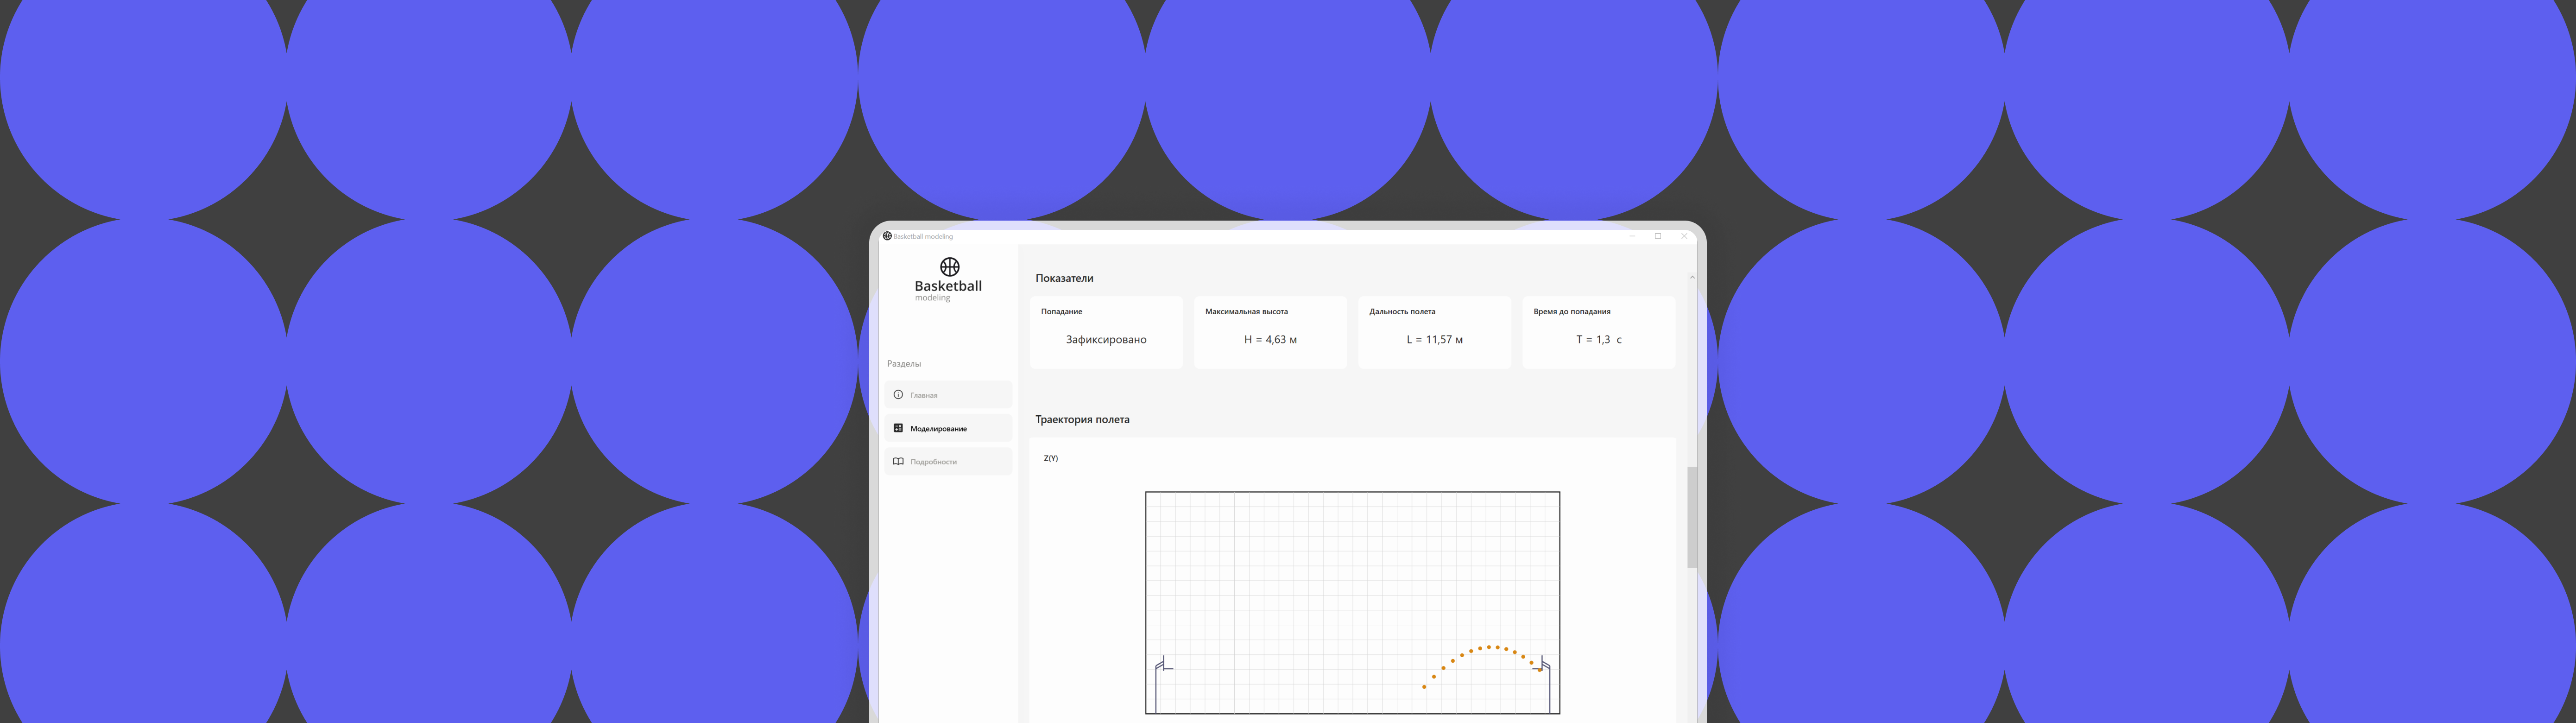 Basketball modeling
Basketball
modeling
Разделы
Главная
Моделирование
Подробности
Показатели
Попадание
Зафиксировано
Максимальная высота
H = 4,63 м
Дальность полета
L = 11,57 м
Время до попадания
T = 1,3 с
Траектория полета
Z(Y)